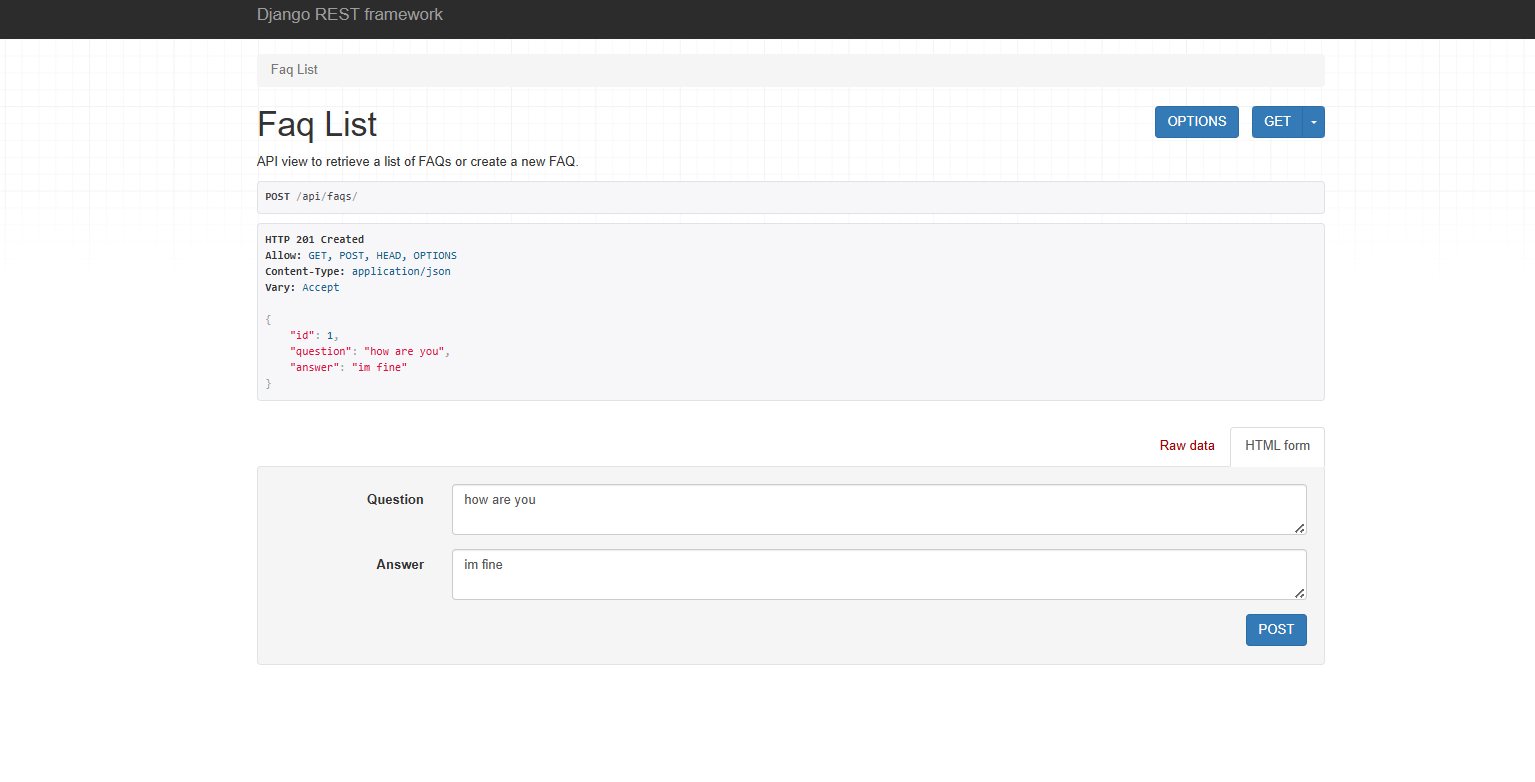 Django REST framework
Faq List
Faq List
OPTIONS GET
API view to retrieve a list of FAQs or create a new FAQ.
POST /api/faqs/
HTTP 201 Created
Allow: GET, POST, HEAD, OPTIONS
Content-Type: application/json
Vary: Accept
{
    "id": 1,
    "question": "how are you",
    "answer": "im fine"
}
Raw data HTML form
Question how are you
Answer im fine
POST